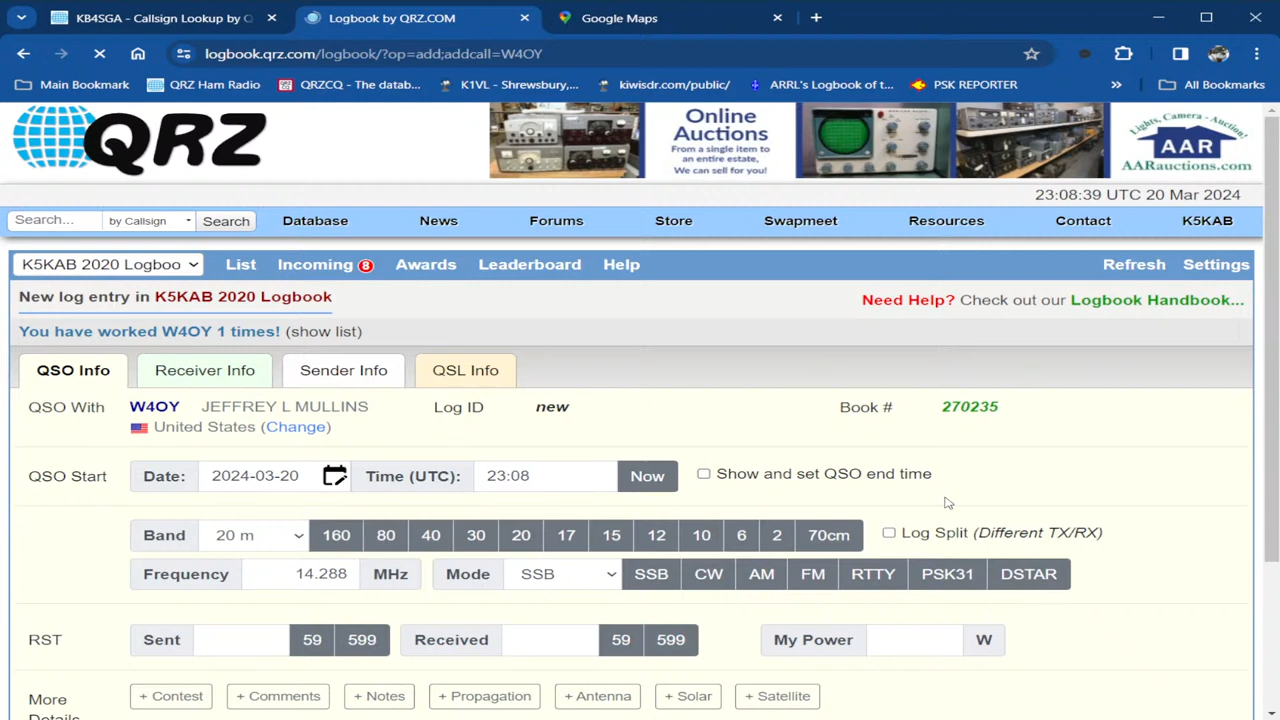 KB4SGA - Callsign Lookup by Q
Logbook by QRZ.COM
Google Maps
logbook.qrz.com/logbook/?op=add;addcall=W4OY
Main Bookmark
QRZ Ham Radio
QRZCQ - The datab...
K1VL - Shrewsbury,...
kiwisdr.com/public/
ARRL's Logbook of t...
PSK REPORTER
»
All Bookmarks
QRZ
Online
Auctions
From a single item to
an entire estate,
We can sell for you!
Lights, Camera - Auction!
AAR
AARauctions.com
23:08:39 UTC 20 Mar 2024
Search... by Callsign Search Database News Forums Store Swapmeet Resources Contact K5KAB
K5KAB 2020 Logboo List Incoming 8 Awards Leaderboard Help Refresh Settings
New log entry in K5KAB 2020 Logbook
Need Help? Check out our Logbook Handbook...
You have worked W4OY 1 times! (show list)
QSO Info Receiver Info Sender Info QSL Info
QSO With W4OY JEFFREY L MULLINS Log ID new Book # 270235
United States (Change)
QSO Start Date: 2024-03-20 Time (UTC): 23:08 Now Show and set QSO end time
Band 20 m 160 80 40 30 20 17 15 12 10 6 2 70cm Log Split (Different TX/RX)
Frequency 14.288 MHz Mode SSB SSB CW AM FM RTTY PSK31 DSTAR
RST Sent 59 599 Received 59 599 My Power W
More + Contest + Comments + Notes + Propagation + Antenna + Solar + Satellite
Details